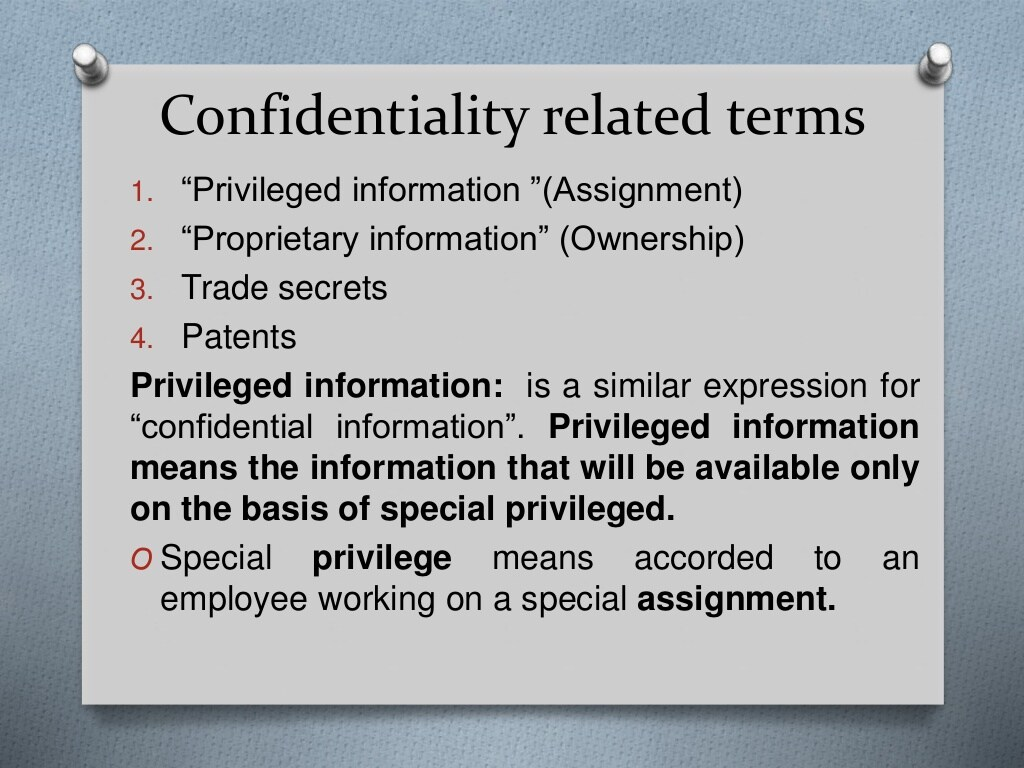 Confidentiality related terms
1. “Privileged information ”(Assignment)
2. “Proprietary information” (Ownership)
3. Trade secrets
4. Patents
Privileged information: is a similar expression for
“confidential information”. Privileged information
means the information that will be available only
on the basis of special privileged.
O Special privilege means accorded to an
employee working on a special assignment.